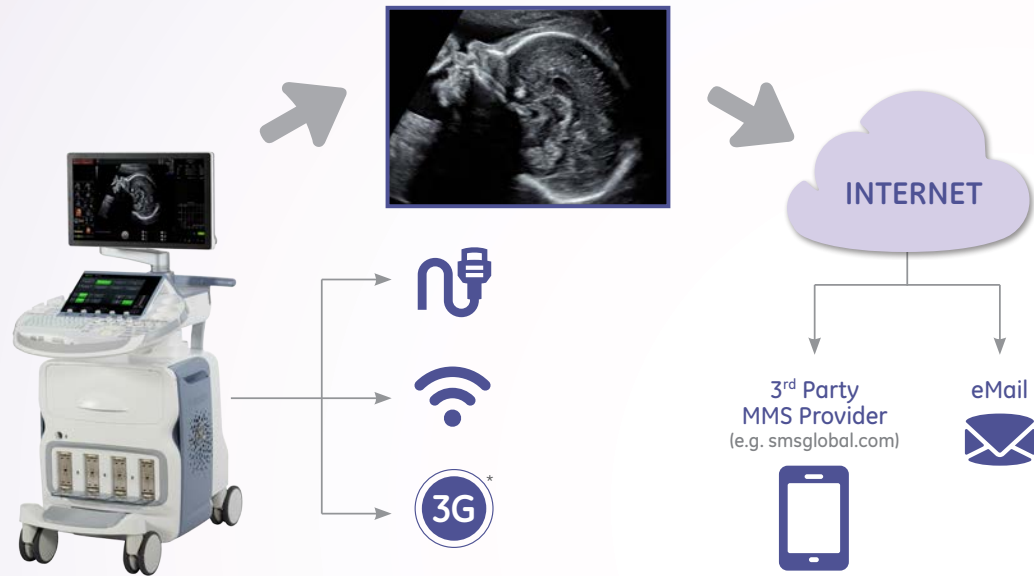 INTERNET
3G*
3rd Party
MMS Provider
(e.g. smsglobal.com)
eMail